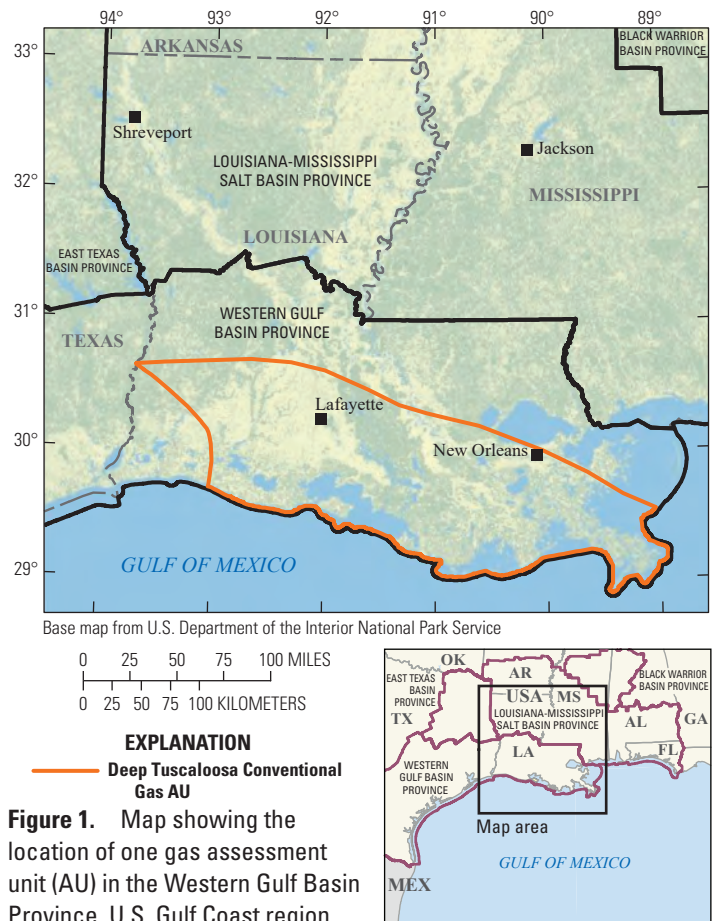 94° 93° 92° 91° 90° 89°
33°
32°
31°
30°
29°
ARKANSAS
BLACK WARRIOR
BASIN PROVINCE
Shreveport
Jackson
LOUISIANA-MISSISSIPPI
SALT BASIN PROVINCE
MISSISSIPPI
LOUISIANA
EAST TEXAS
BASIN PROVINCE
WESTERN GULF
BASIN PROVINCE
TEXAS
Lafayette
New Orleans
GULF OF MEXICO
Base map from U.S. Department of the Interior National Park Service
0 25 50 75 100 MILES
0 25 50 75 100 KILOMETERS
EXPLANATION
Deep Tuscaloosa Conventional
Gas AU
Figure 1. Map showing the
location of one gas assessment
unit (AU) in the Western Gulf Basin
Province, U.S. Gulf Coast region
OK
AR
EAST TEXAS
BASIN
PROVINCE
BLACK WARRIOR
BASIN PROVINCE
USA
MS
TX
LOUISIANA-MISSISSIPPI
SALT BASIN PROVINCE
AL
GA
LA
FL
WESTERN
GULF BASIN
PROVINCE
Map area
GULF OF MEXICO
MEX